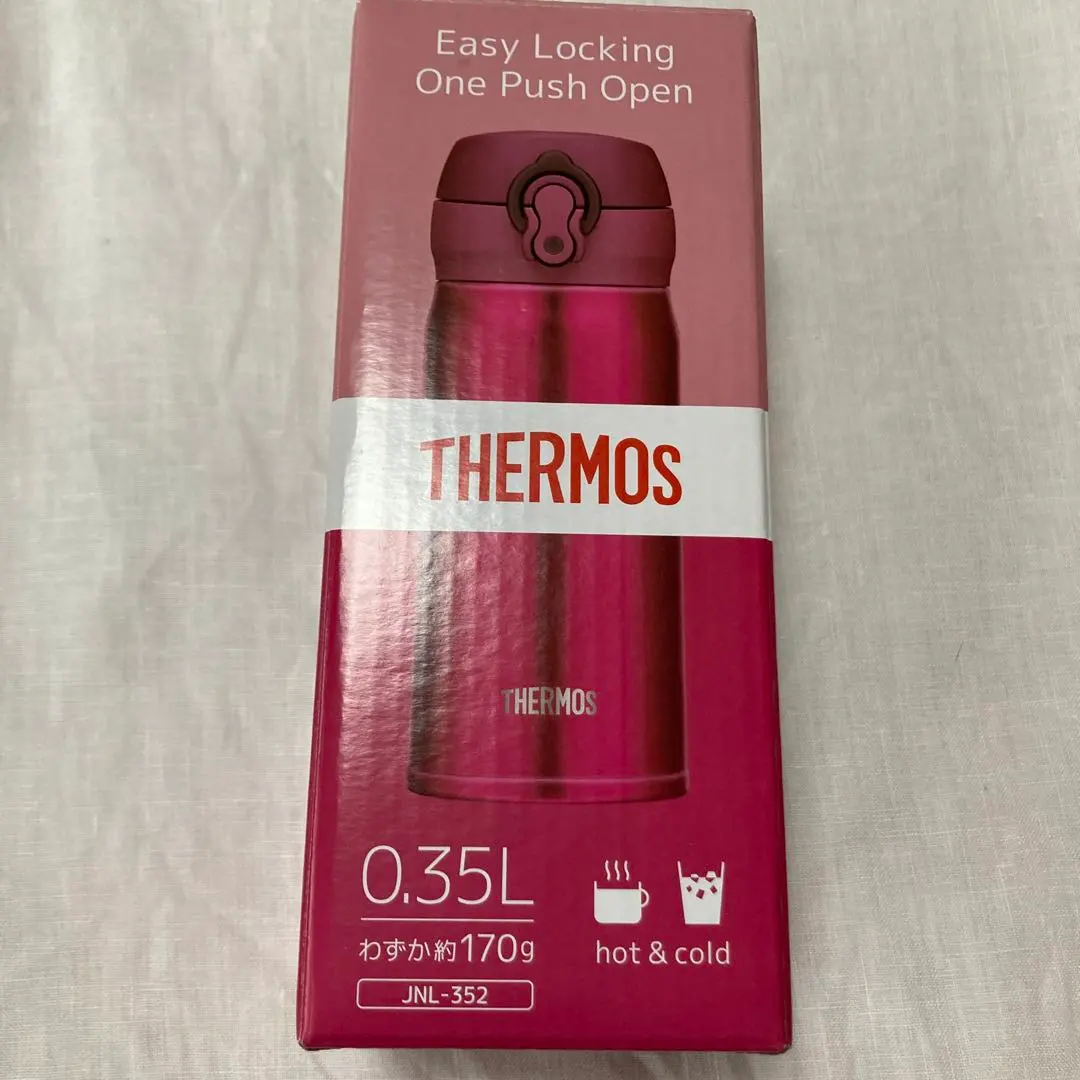 Easy Locking
One Push Open
THERMOS
THERMOS
0.35L
わずか約170g
hot & cold
JNL-352